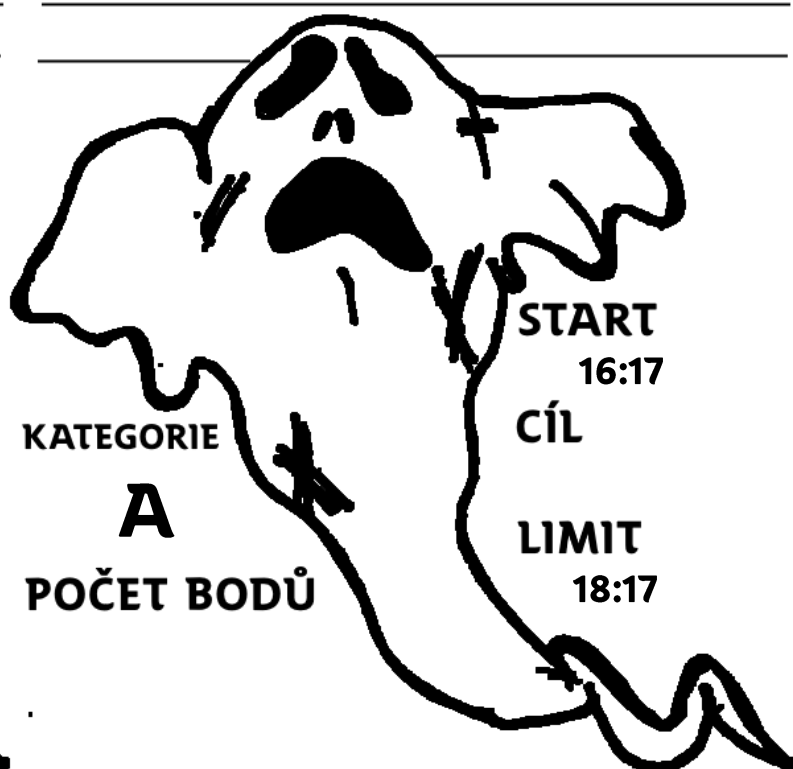 START
16:17
CÍL
KATEGORIE
A
LIMIT
18:17
POČET BODŮ